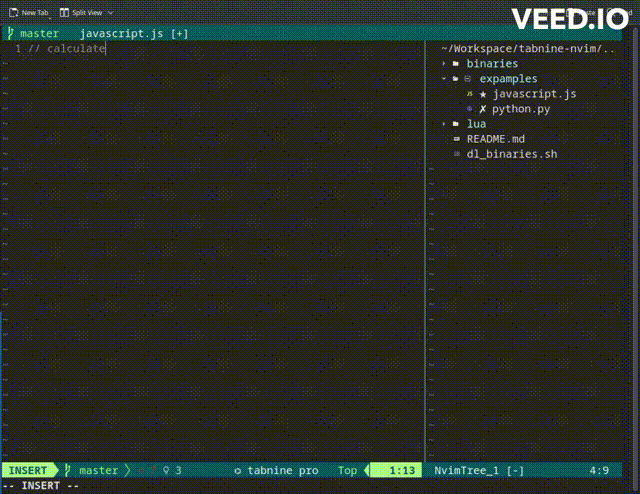 New Tab
Split View
VEED.IO
master javascript.js [+]
1 // calculate
~/Workspace/tabnine-nvim/..
binaries
expamples
javascript.js
python.py
lua
README.md
dl_binaries.sh
INSERT master 3 tabnine pro Top 1:13
NvimTree_1 [-] 4:9
-- INSERT --